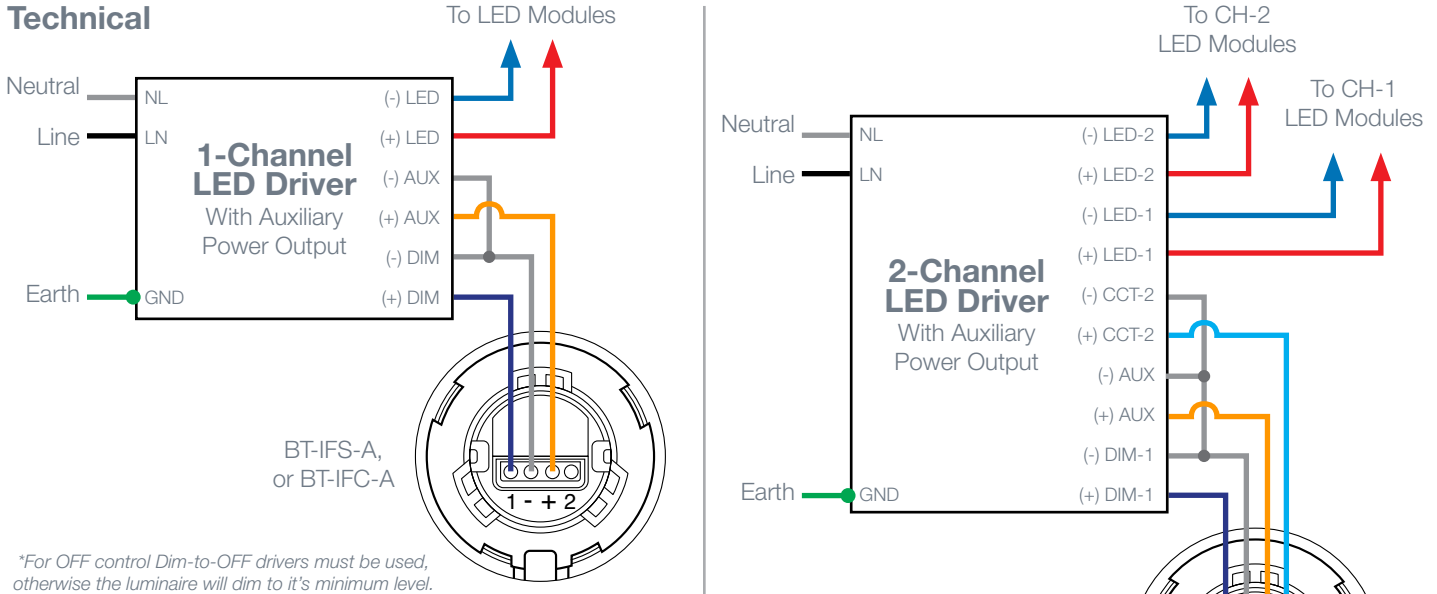 Technical
To LED Modules
Neutral
Line
Earth
NL
LN
GND
1-Channel
LED Driver
With Auxiliary
Power Output
(-) LED
(+) LED
(-) AUX
(+) AUX
(-) DIM
(+) DIM
BT-IFS-A,
or BT-IFC-A
1 - + 2
*For OFF control Dim-to-OFF drivers must be used,
otherwise the luminaire will dim to it's minimum level.
To CH-2
LED Modules
To CH-1
LED Modules
Neutral
Line
Earth
NL
LN
GND
2-Channel
LED Driver
With Auxiliary
Power Output
(-) LED-2
(+) LED-2
(-) LED-1
(+) LED-1
(-) CCT-2
(+) CCT-2
(-) AUX
(+) AUX
(-) DIM-1
(+) DIM-1